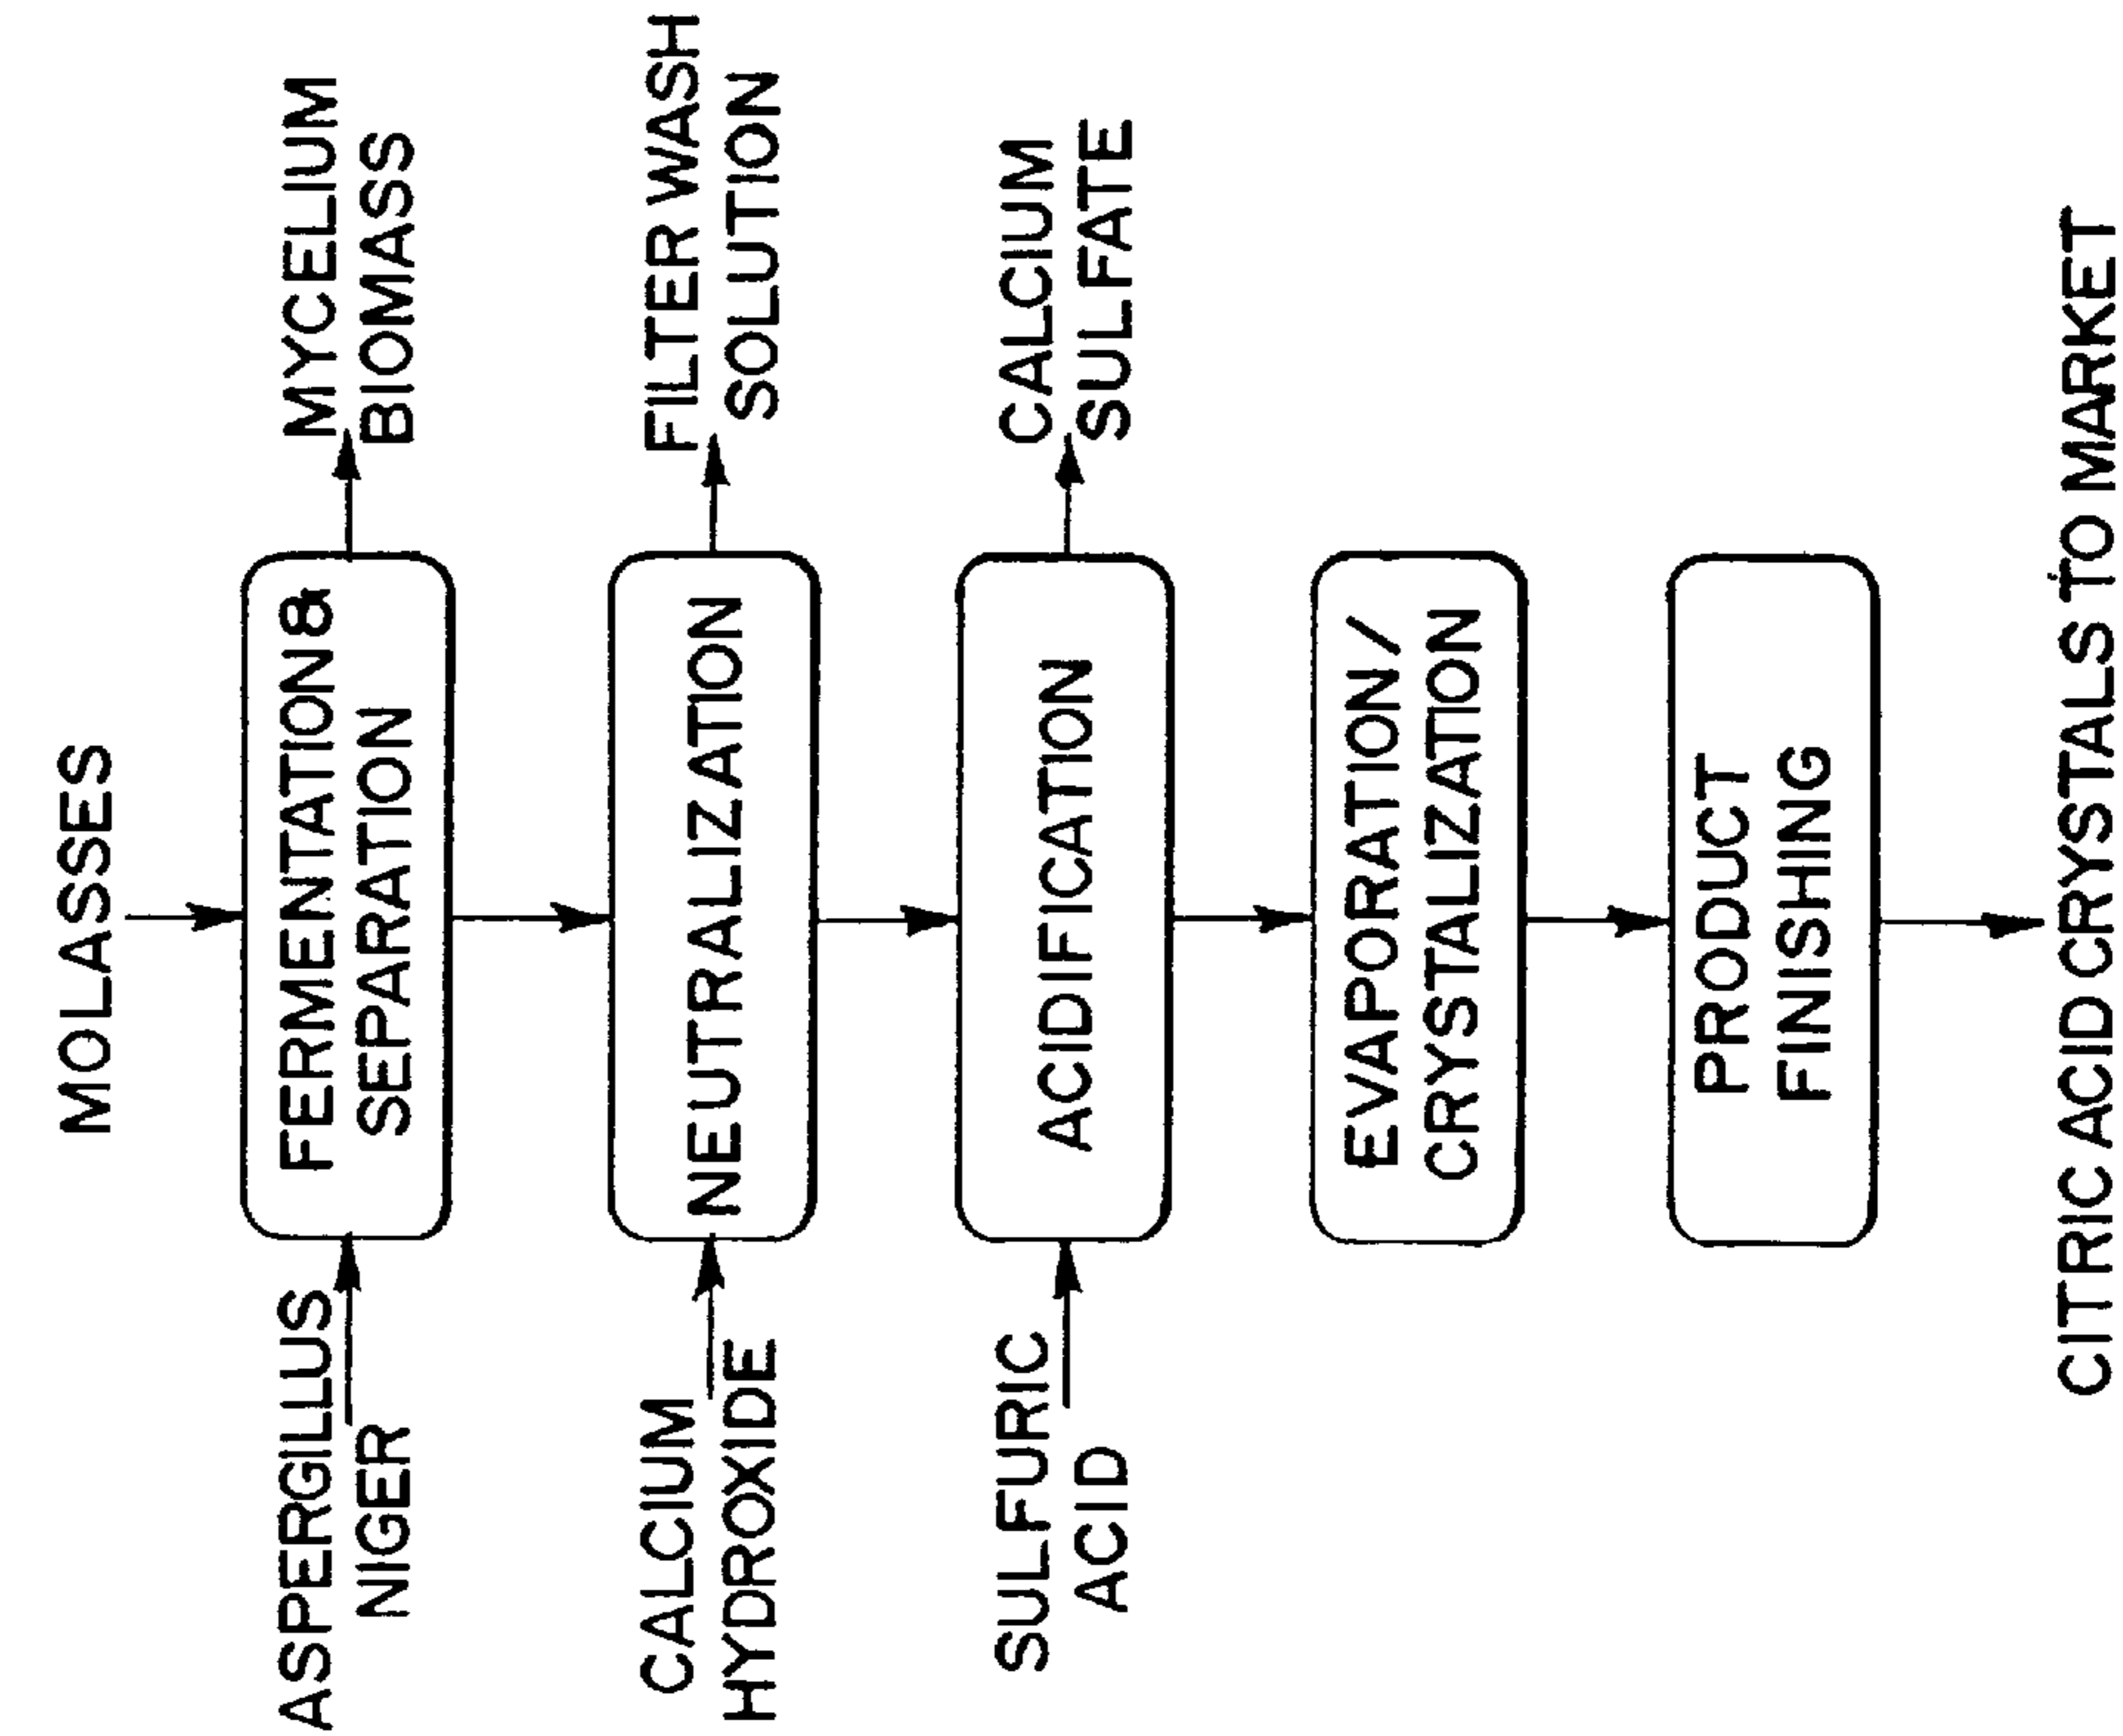 MOLASSES
ASPERGILLUS
NIGER
FERMENTATION &
SEPARATION
MYCELIUM
BIOMASS
CALCIUM
HYDROXIDE
NEUTRALIZATION
FILTER WASH
SOLUTION
SULFURIC
ACID
ACIDIFICATION
CALCIUM
SULFATE
EVAPORATION/
CRYSTALIZATION
PRODUCT
FINISHING
CITRIC ACID CRYSTALS TO MARKET